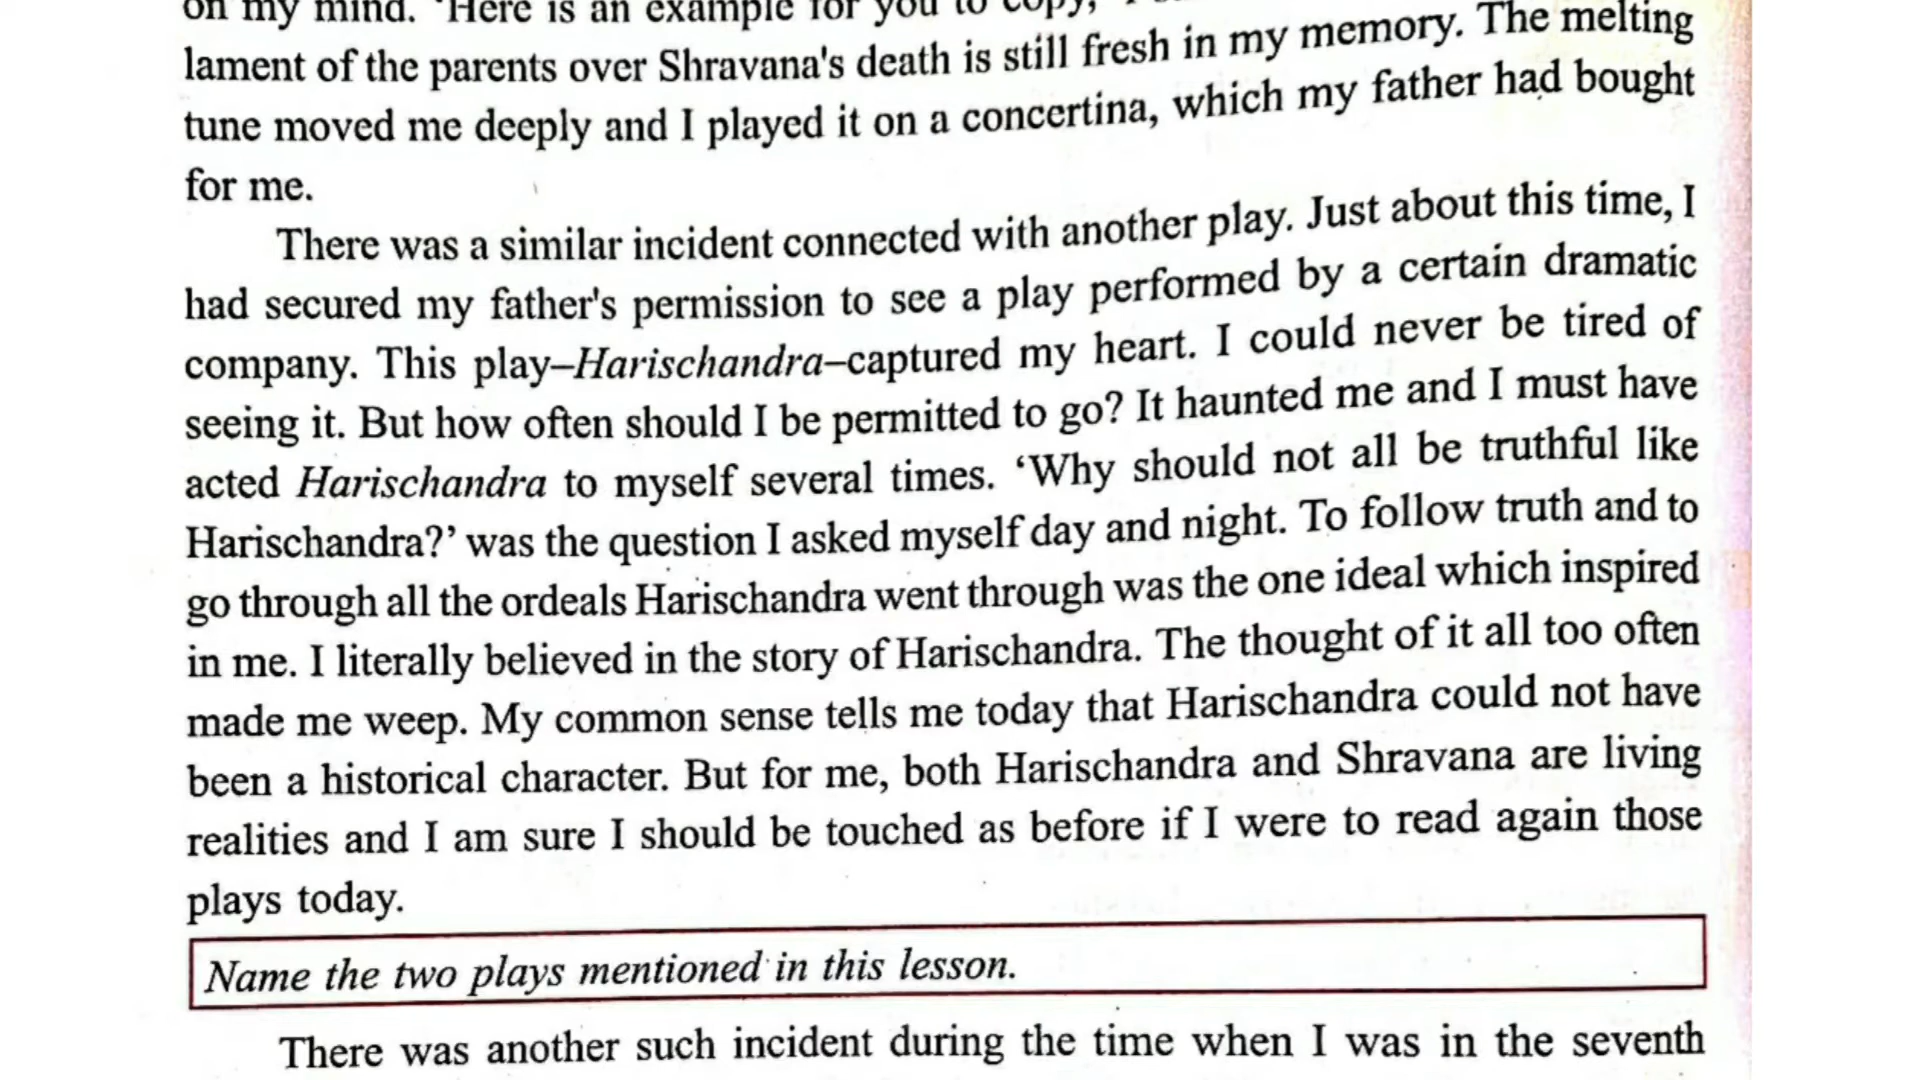 on my mind. 'Here is an example for you to copy,'
lament of the parents over Shravana's death is still fresh in my memory. The melting
tune moved me deeply and I played it on a concertina, which my father had bought
for me.
There was a similar incident connected with another play. Just about this time, I
had secured my father's permission to see a play performed by a certain dramatic
company. This play–Harischandra–captured my heart. I could never be tired of
seeing it. But how often should I be permitted to go? It haunted me and I must have
acted Harischandra to myself several times. ‘Why should not all be truthful like
Harischandra?’ was the question I asked myself day and night. To follow truth and to
go through all the ordeals Harischandra went through was the one ideal which inspired
in me. I literally believed in the story of Harischandra. The thought of it all too often
made me weep. My common sense tells me today that Harischandra could not have
been a historical character. But for me, both Harischandra and Shravana are living
realities and I am sure I should be touched as before if I were to read again those
plays today.
Name the two plays mentioned in this lesson.
There was another such incident during the time when I was in the seventh